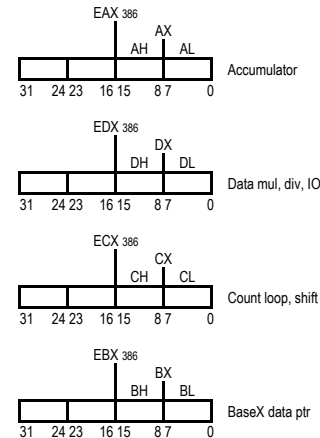 EAX 386
AX
AH AL
Accumulator
31 24 23 16 15 8 7 0
EDX 386
DX
DH DL
Data mul, div, IO
31 24 23 16 15 8 7 0
ECX 386
CX
CH CL
Count loop, shift
31 24 23 16 15 8 7 0
EBX 386
BX
BH BL
BaseX data ptr
31 24 23 16 15 8 7 0